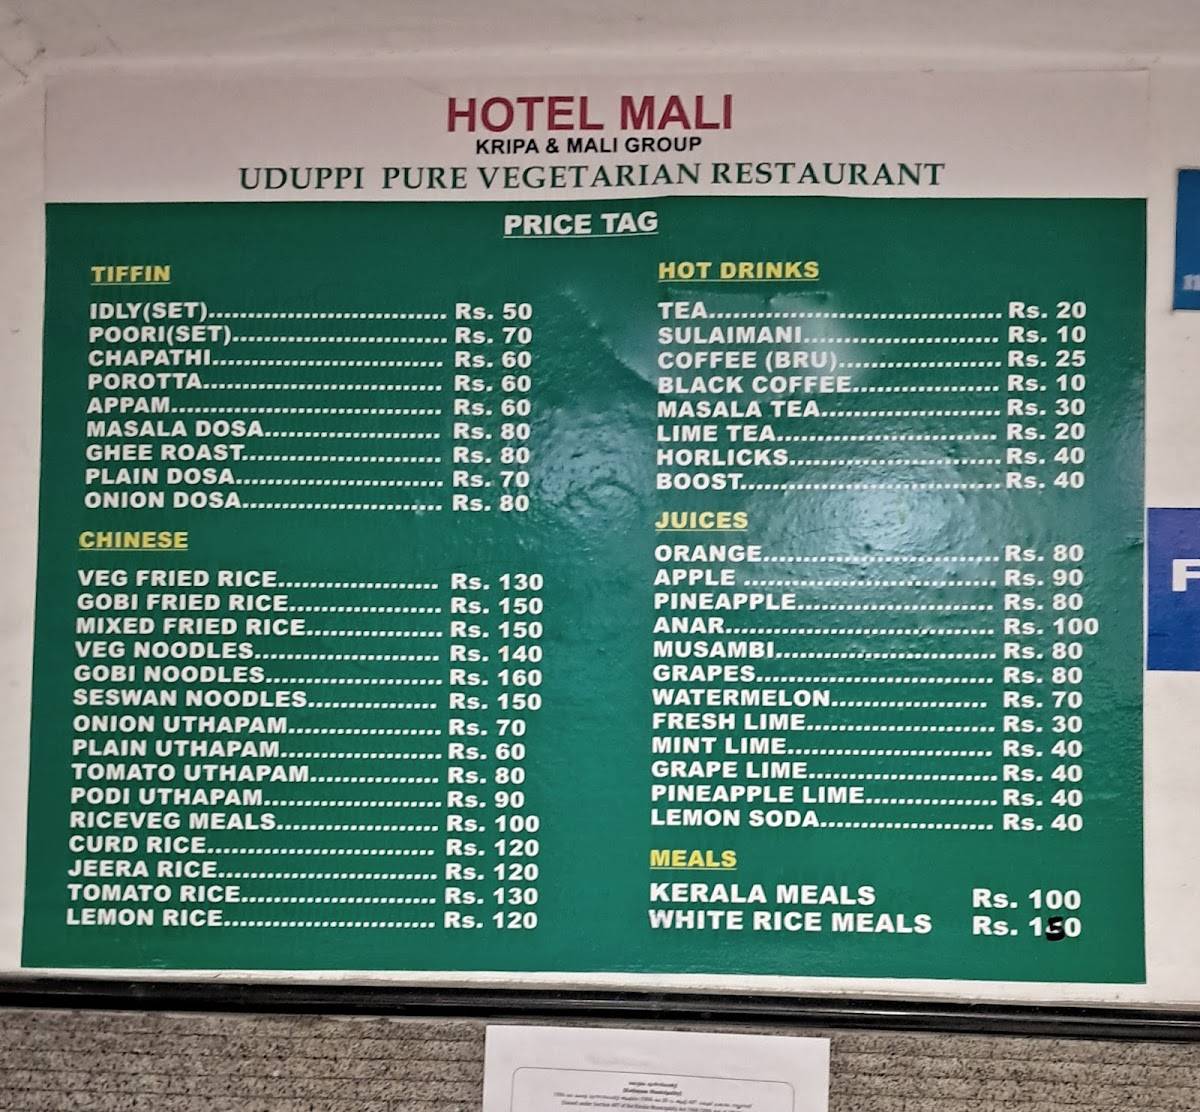 HOTEL MALI
KRIPA & MALI GROUP
UDUPPI PURE VEGETARIAN RESTAURANT
PRICE TAG
TIFFIN
IDLY(SET)................................ Rs. 50
POORI(SET)............................. Rs. 70
CHAPATHI............................... Rs. 60
POROTTA................................ Rs. 60
APPAM.................................... Rs. 60
MASALA DOSA........................ Rs. 80
GHEE ROAST........................... Rs. 80
PLAIN DOSA............................ Rs. 70
ONION DOSA........................... Rs. 80
CHINESE
VEG FRIED RICE...................... Rs. 130
GOBI FRIED RICE..................... Rs. 150
MIXED FRIED RICE.................. Rs. 150
VEG NOODLES......................... Rs. 140
GOBI NOODLES........................ Rs. 160
SESWAN NOODLES................. Rs. 150
ONION UTHAPAM..................... Rs. 70
PLAIN UTHAPAM...................... Rs. 60
TOMATO UTHAPAM................. Rs. 80
PODI UTHAPAM........................ Rs. 90
RICEVEG MEALS...................... Rs. 100
CURD RICE............................... Rs. 120
JEERA RICE.............................. Rs. 120
TOMATO RICE.......................... Rs. 130
LEMON RICE............................. Rs. 120
HOT DRINKS
TEA........................................ Rs. 20
SULAIMANI........................... Rs. 10
COFFEE (BRU)...................... Rs. 25
BLACK COFFEE.................... Rs. 10
MASALA TEA........................ Rs. 30
LIME TEA.............................. Rs. 20
HORLICKS............................. Rs. 40
BOOST................................... Rs. 40
JUICES
ORANGE................................ Rs. 80
APPLE .................................. Rs. 90
PINEAPPLE........................... Rs. 80
ANAR..................................... Rs. 100
MUSAMBI.............................. Rs. 80
GRAPES................................ Rs. 80
WATERMELON..................... Rs. 70
FRESH LIME......................... Rs. 30
MINT LIME............................ Rs. 40
GRAPE LIME......................... Rs. 40
PINEAPPLE LIME.................. Rs. 40
LEMON SODA....................... Rs. 40
MEALS
KERALA MEALS Rs. 100
WHITE RICE MEALS Rs. 150
F